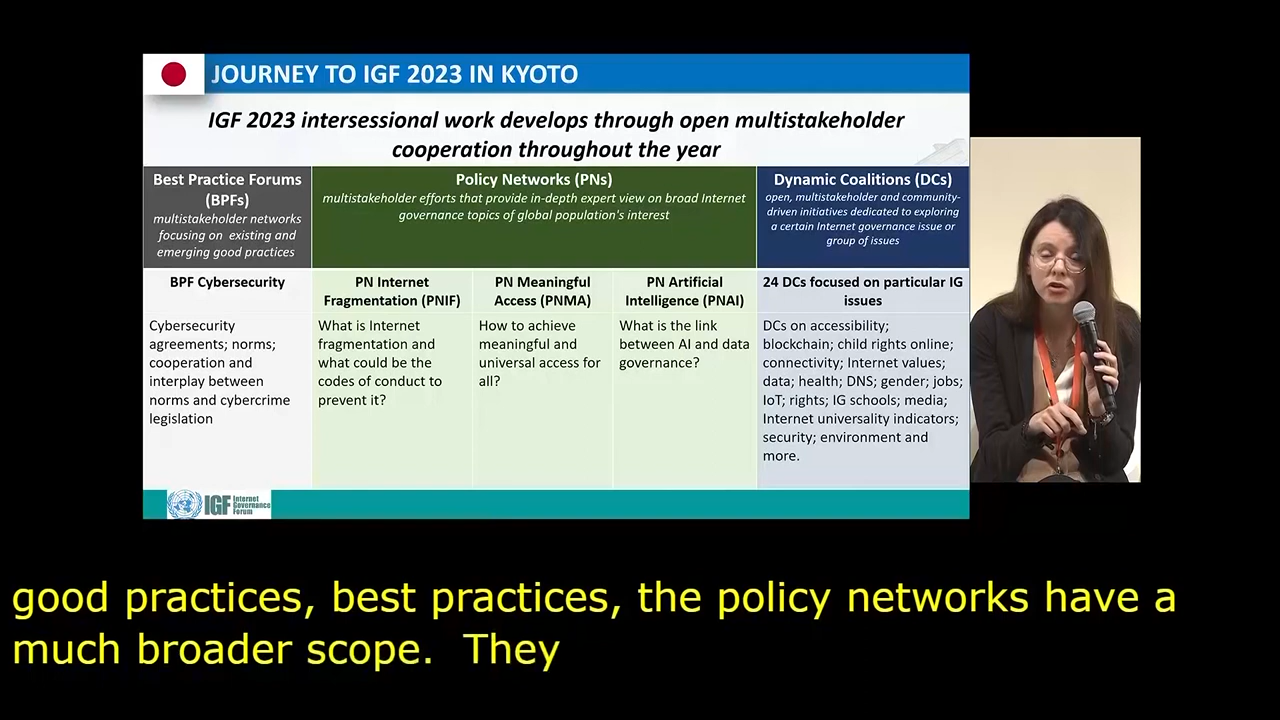 JOURNEY TO IGF 2023 IN KYOTO
IGF 2023 intersessional work develops through open multistakeholder
cooperation throughout the year
Best Practice Forums
(BPFs)
multistakeholder networks
focusing on existing and
emerging good practices
Policy Networks (PNs)
multistakeholder efforts that provide in-depth expert view on broad Internet
governance topics of global population's interest
Dynamic Coalitions (DCs)
open, multistakeholder and community-
driven initiatives dedicated to exploring
a certain Internet governance issue or
group of issues
BPF Cybersecurity
PN Internet
Fragmentation (PNIF)
PN Meaningful
Access (PNMA)
PN Artificial
Intelligence (PNAI)
24 DCs focused on particular IG
issues
Cybersecurity
agreements; norms;
cooperation and
interplay between
norms and cybercrime
legislation
What is Internet
fragmentation and
what could be the
codes of conduct to
prevent it?
How to achieve
meaningful and
universal access for
all?
What is the link
between AI and data
governance?
DCs on accessibility;
blockchain; child rights online;
connectivity; Internet values;
data; health; DNS; gender; jobs;
IoT; rights; IG schools; media;
Internet universality indicators;
security; environment and
more.
IGF
Internet
Governance
Forum
good practices, best practices, the policy networks have a
much broader scope.  They